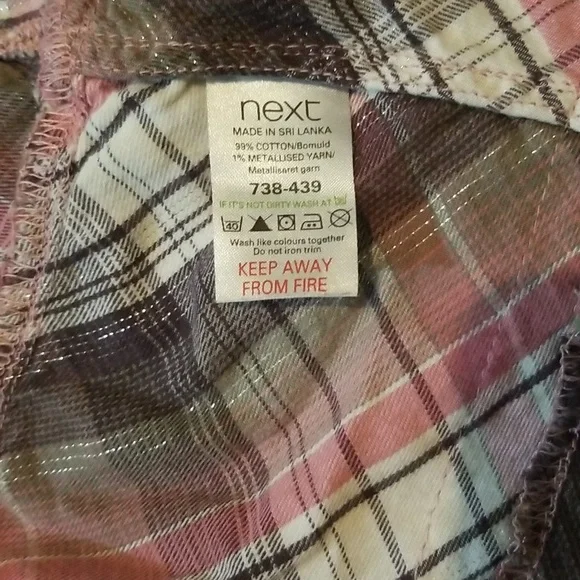 next
MADE IN SRI LANKA
99% COTTON/Bomuld
1% METALLISED YARN/
Metalliseret garn
738-439
IF IT'S NOT DIRTY WASH AT
40
Wash like colours together
Do not iron trim
KEEP AWAY
FROM FIRE